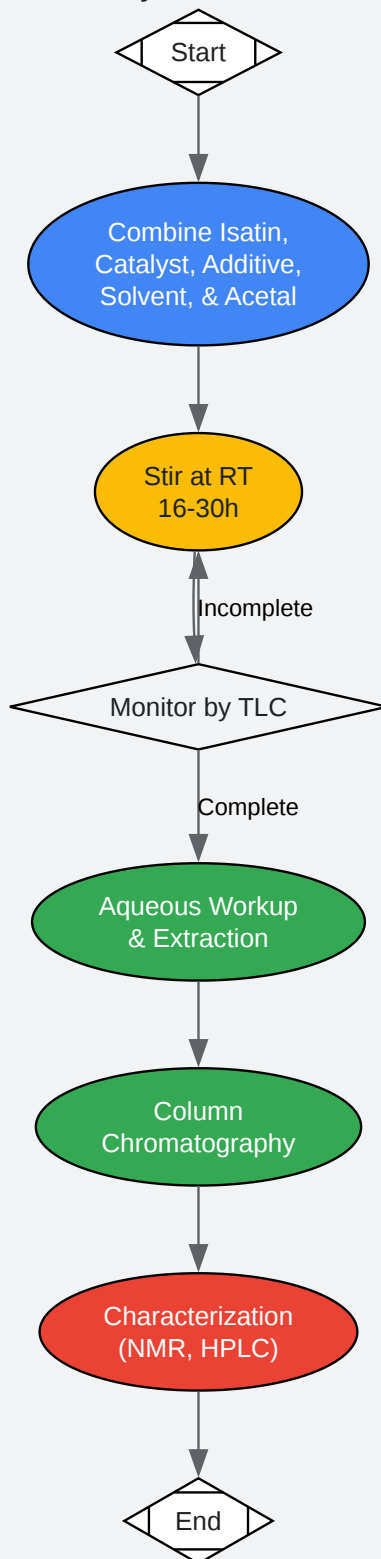 Start
Combine Isatin,
Catalyst, Additive,
Solvent, & Acetal
Stir at RT
16-30h
Incomplete
Monitor by TLC
Complete
Aqueous Workup
& Extraction
Column
Chromatography
Characterization
(NMR, HPLC)
End